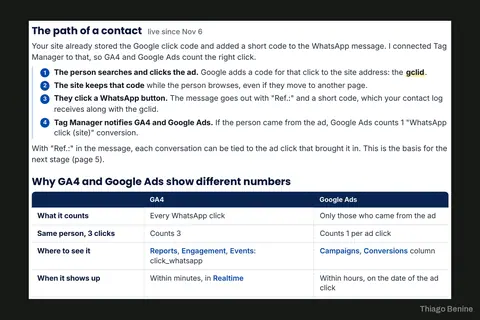 The path of a contact live since Nov 6
Your site already stored the Google click code and added a short code to the WhatsApp message. I connected Tag
Manager to that, so GA4 and Google Ads count the right click.
1 The person searches and clicks the ad. Google adds a code for that click to the site address: the gclid.
2 The site keeps that code while the person browses, even if they move to another page.
3 They click a WhatsApp button. The message goes out with "Ref.:" and a short code, which your contact log
receives along with the gclid.
4 Tag Manager notifies GA4 and Google Ads. If the person came from the ad, Google Ads counts 1 "WhatsApp
click (site)" conversion.
With "Ref.:" in the message, each conversation can be tied to the ad click that brought it in. This is the basis for the
next stage (page 5).
Why GA4 and Google Ads show different numbers
GA4 Google Ads
What it counts Every WhatsApp click Only those who came from the ad
Same person, 3 clicks Counts 3 Counts 1 per ad click
Where to see it Reports, Engagement, Events: Campaigns, Conversions column
click_whatsapp
When it shows up Within minutes, in Realtime Within hours, on the date of the ad
click
Thiago Benine